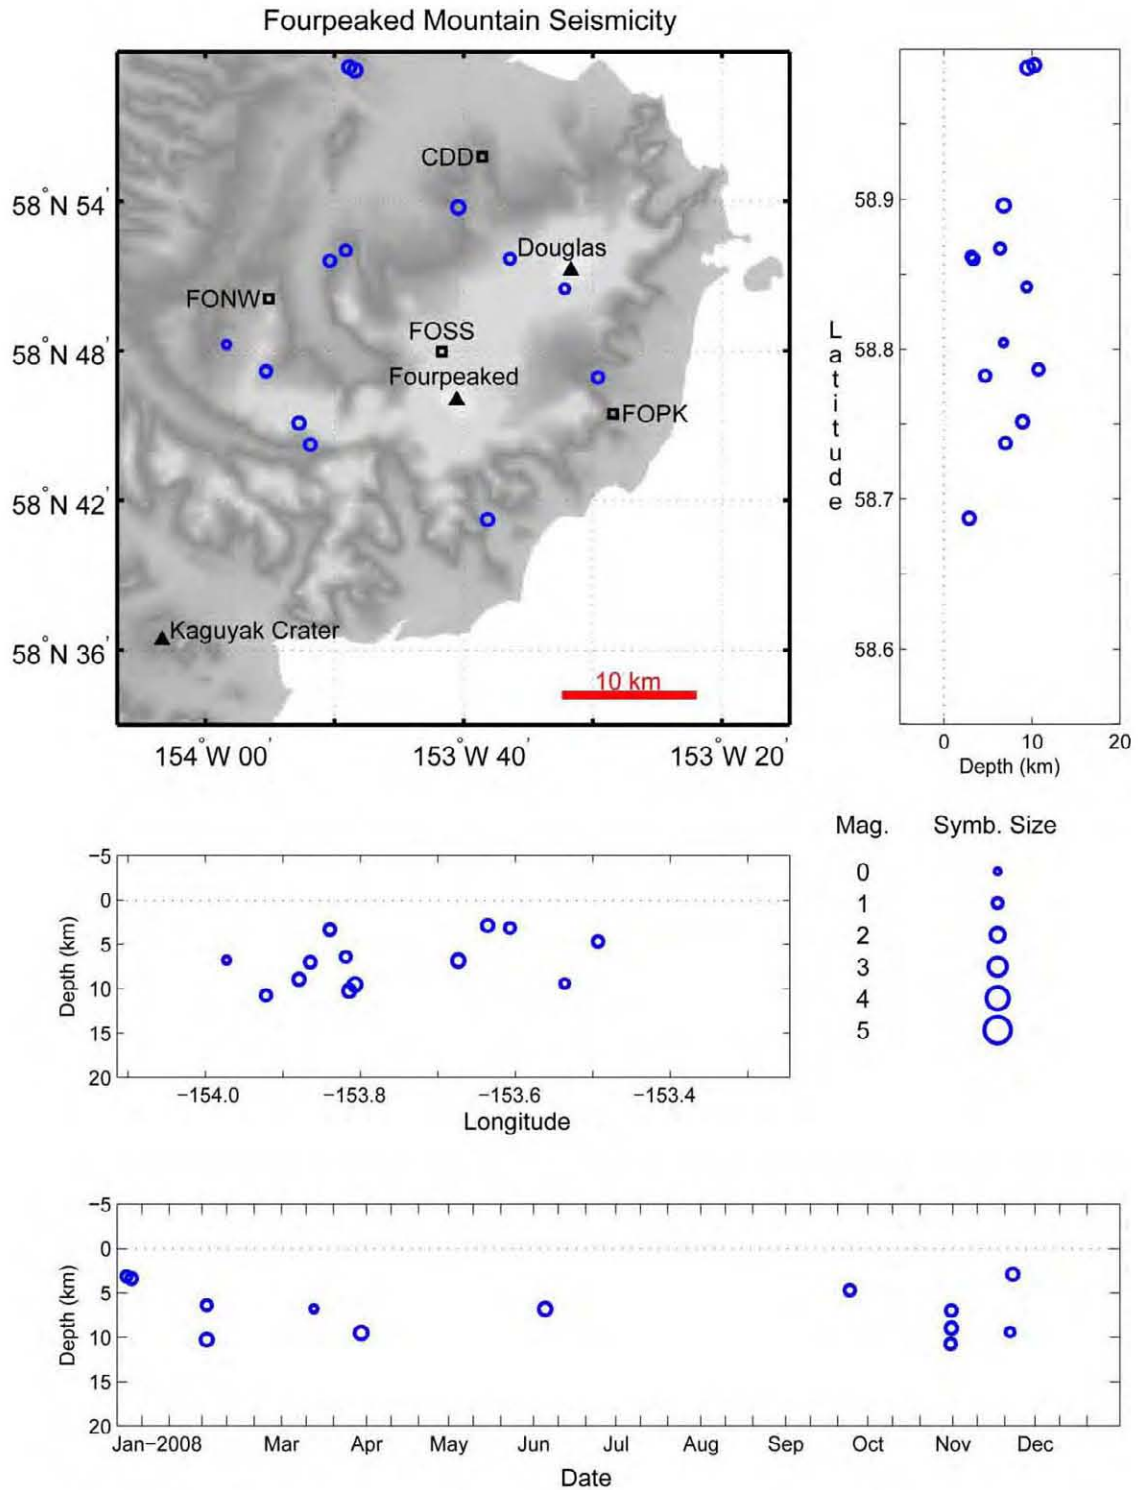 Fourpeaked Mountain Seismicity
CDD
58°N 54'
Douglas
FONW
FOSS
58°N 48'
Fourpeaked
FOPK
58°N 42'
Kaguyak Crater
58°N 36'
10 km
154°W 00' 153°W 40' 153°W 20'
58.9
58.8
58.7
58.6
Latitude
0 10 20
Depth (km)
Mag. Symb. Size
0
1
2
3
4
5
−5
0
5
10
15
20
Depth (km)
−154.0 −153.8 −153.6 −153.4
Longitude
−5
0
5
10
15
20
Depth (km)
Jan−2008 Mar Apr May Jun Jul Aug Sep Oct Nov Dec
Date